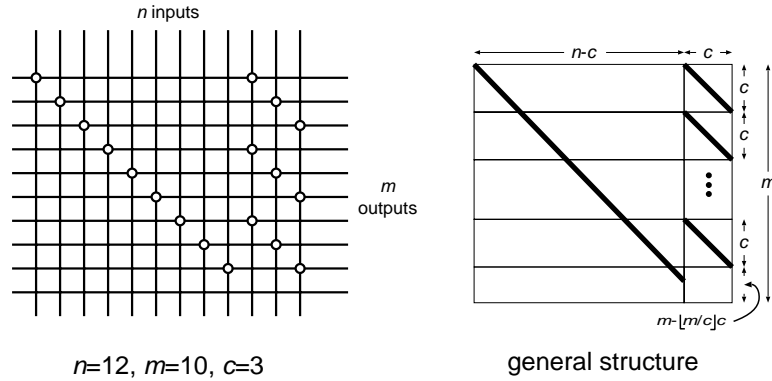 n inputs
m
outputs
n=12, m=10, c=3
n-c
c
c
c
c
m
m-⌊m/c⌋c
general structure